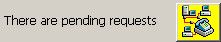 There are pending requests